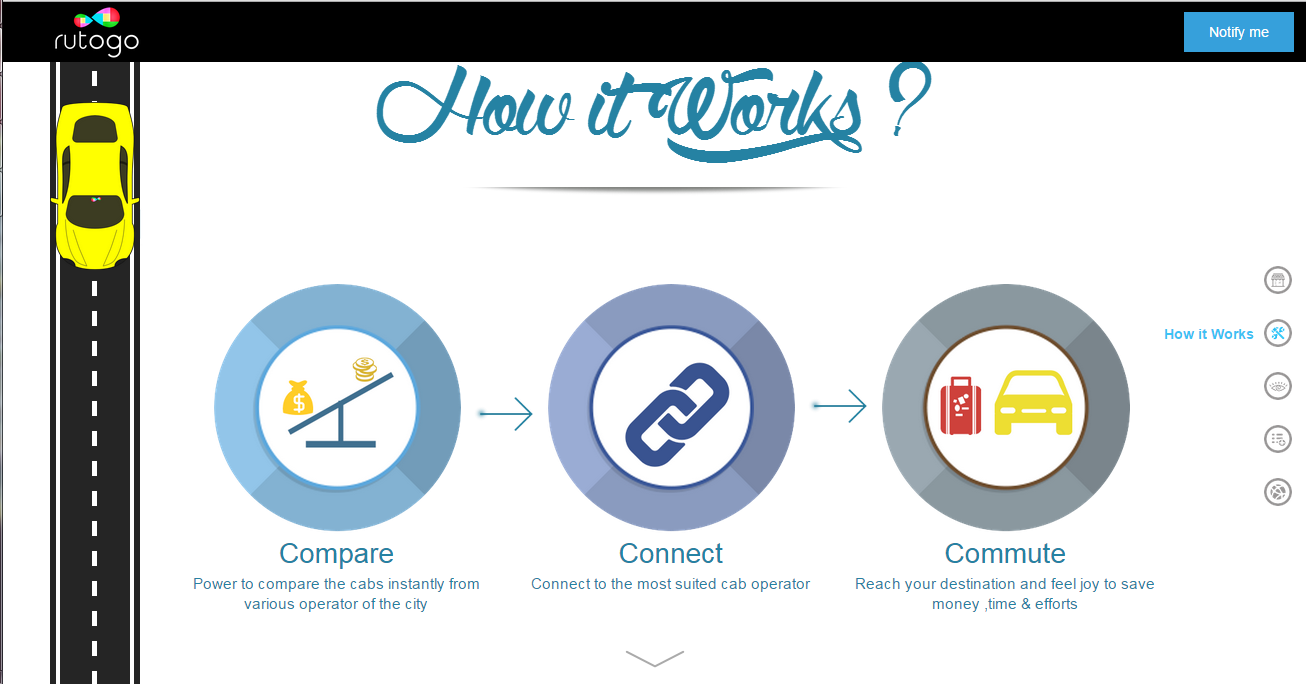 rutogo
Notify me
How it Works ?
How it Works
$
$
Compare
Power to compare the cabs instantly from
various operator of the city
Connect
Connect to the most suited cab operator
Commute
Reach your destination and feel joy to save
money ,time & efforts